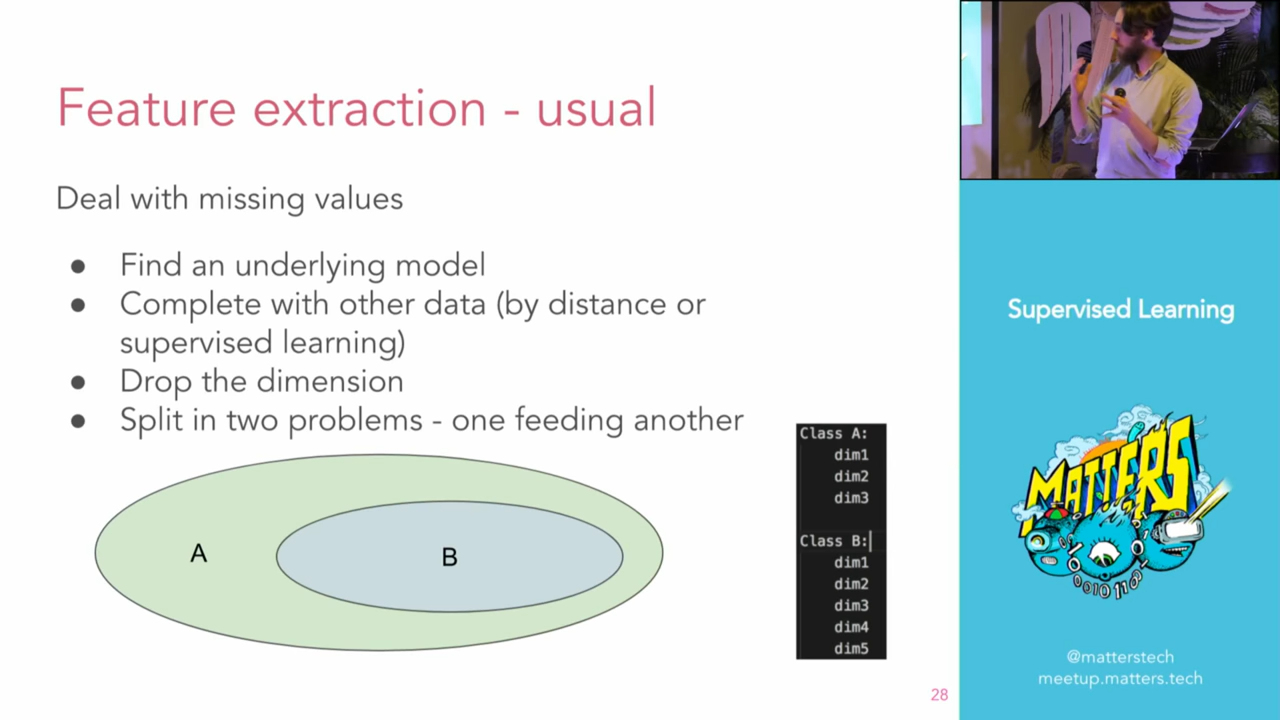 Feature extraction - usual
Deal with missing values
● Find an underlying model
● Complete with other data (by distance or
supervised learning)
● Drop the dimension
● Split in two problems - one feeding another
A
B
Class A:
dim1
dim2
dim3
Class B:
dim1
dim2
dim3
dim4
dim5
28
Supervised Learning
MATTERS
@matterstech
meetup.matters.tech